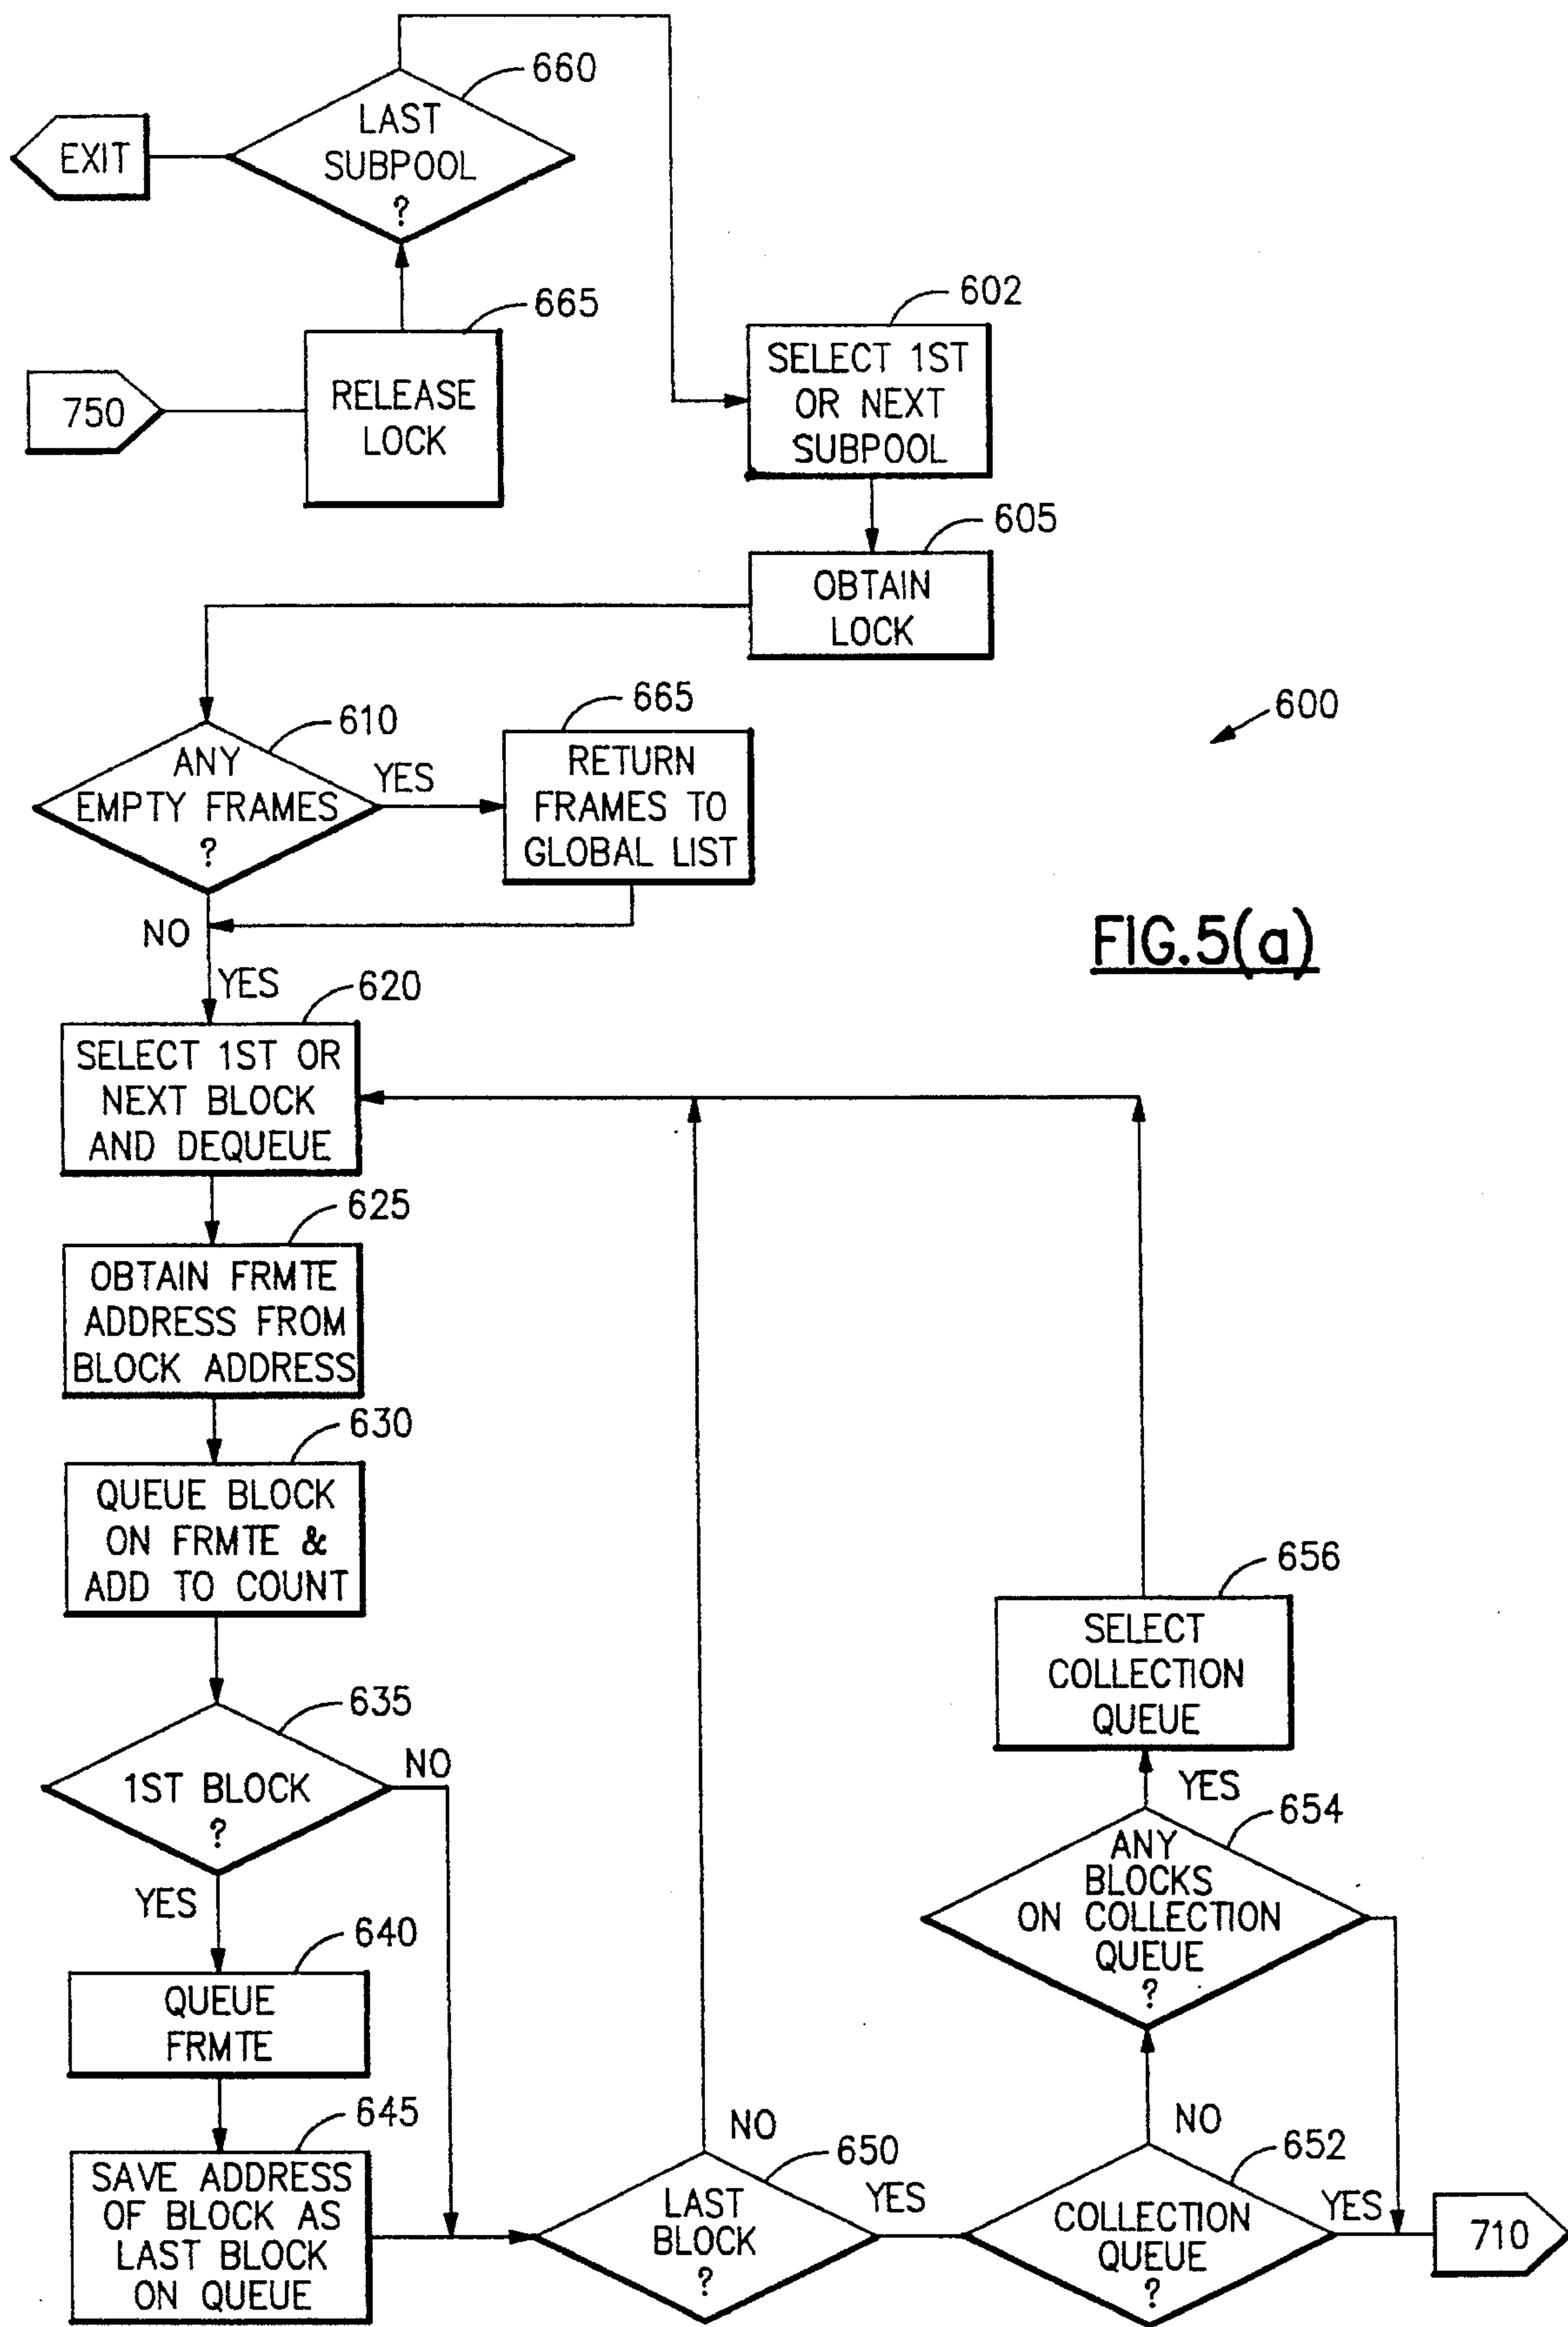 660
LAST
SUBPOOL
?
EXIT
665
750
RELEASE
LOCK
602
SELECT 1ST
OR NEXT
SUBPOOL
605
OBTAIN
LOCK
600
610
ANY
EMPTY FRAMES
?
YES
665
RETURN
FRAMES TO
GLOBAL LIST
NO
FIG.5(a)
YES
620
SELECT 1ST OR
NEXT BLOCK
AND DEQUEUE
625
OBTAIN FRMTE
ADDRESS FROM
BLOCK ADDRESS
630
QUEUE BLOCK
ON FRMTE &
ADD TO COUNT
635
1ST BLOCK
?
NO
YES
640
QUEUE
FRMTE
645
SAVE ADDRESS
OF BLOCK AS
LAST BLOCK
ON QUEUE
NO
650
LAST
BLOCK
?
YES
656
SELECT
COLLECTION
QUEUE
YES
654
ANY
BLOCKS
ON COLLECTION
QUEUE
?
NO
652
COLLECTION
QUEUE
?
YES
710